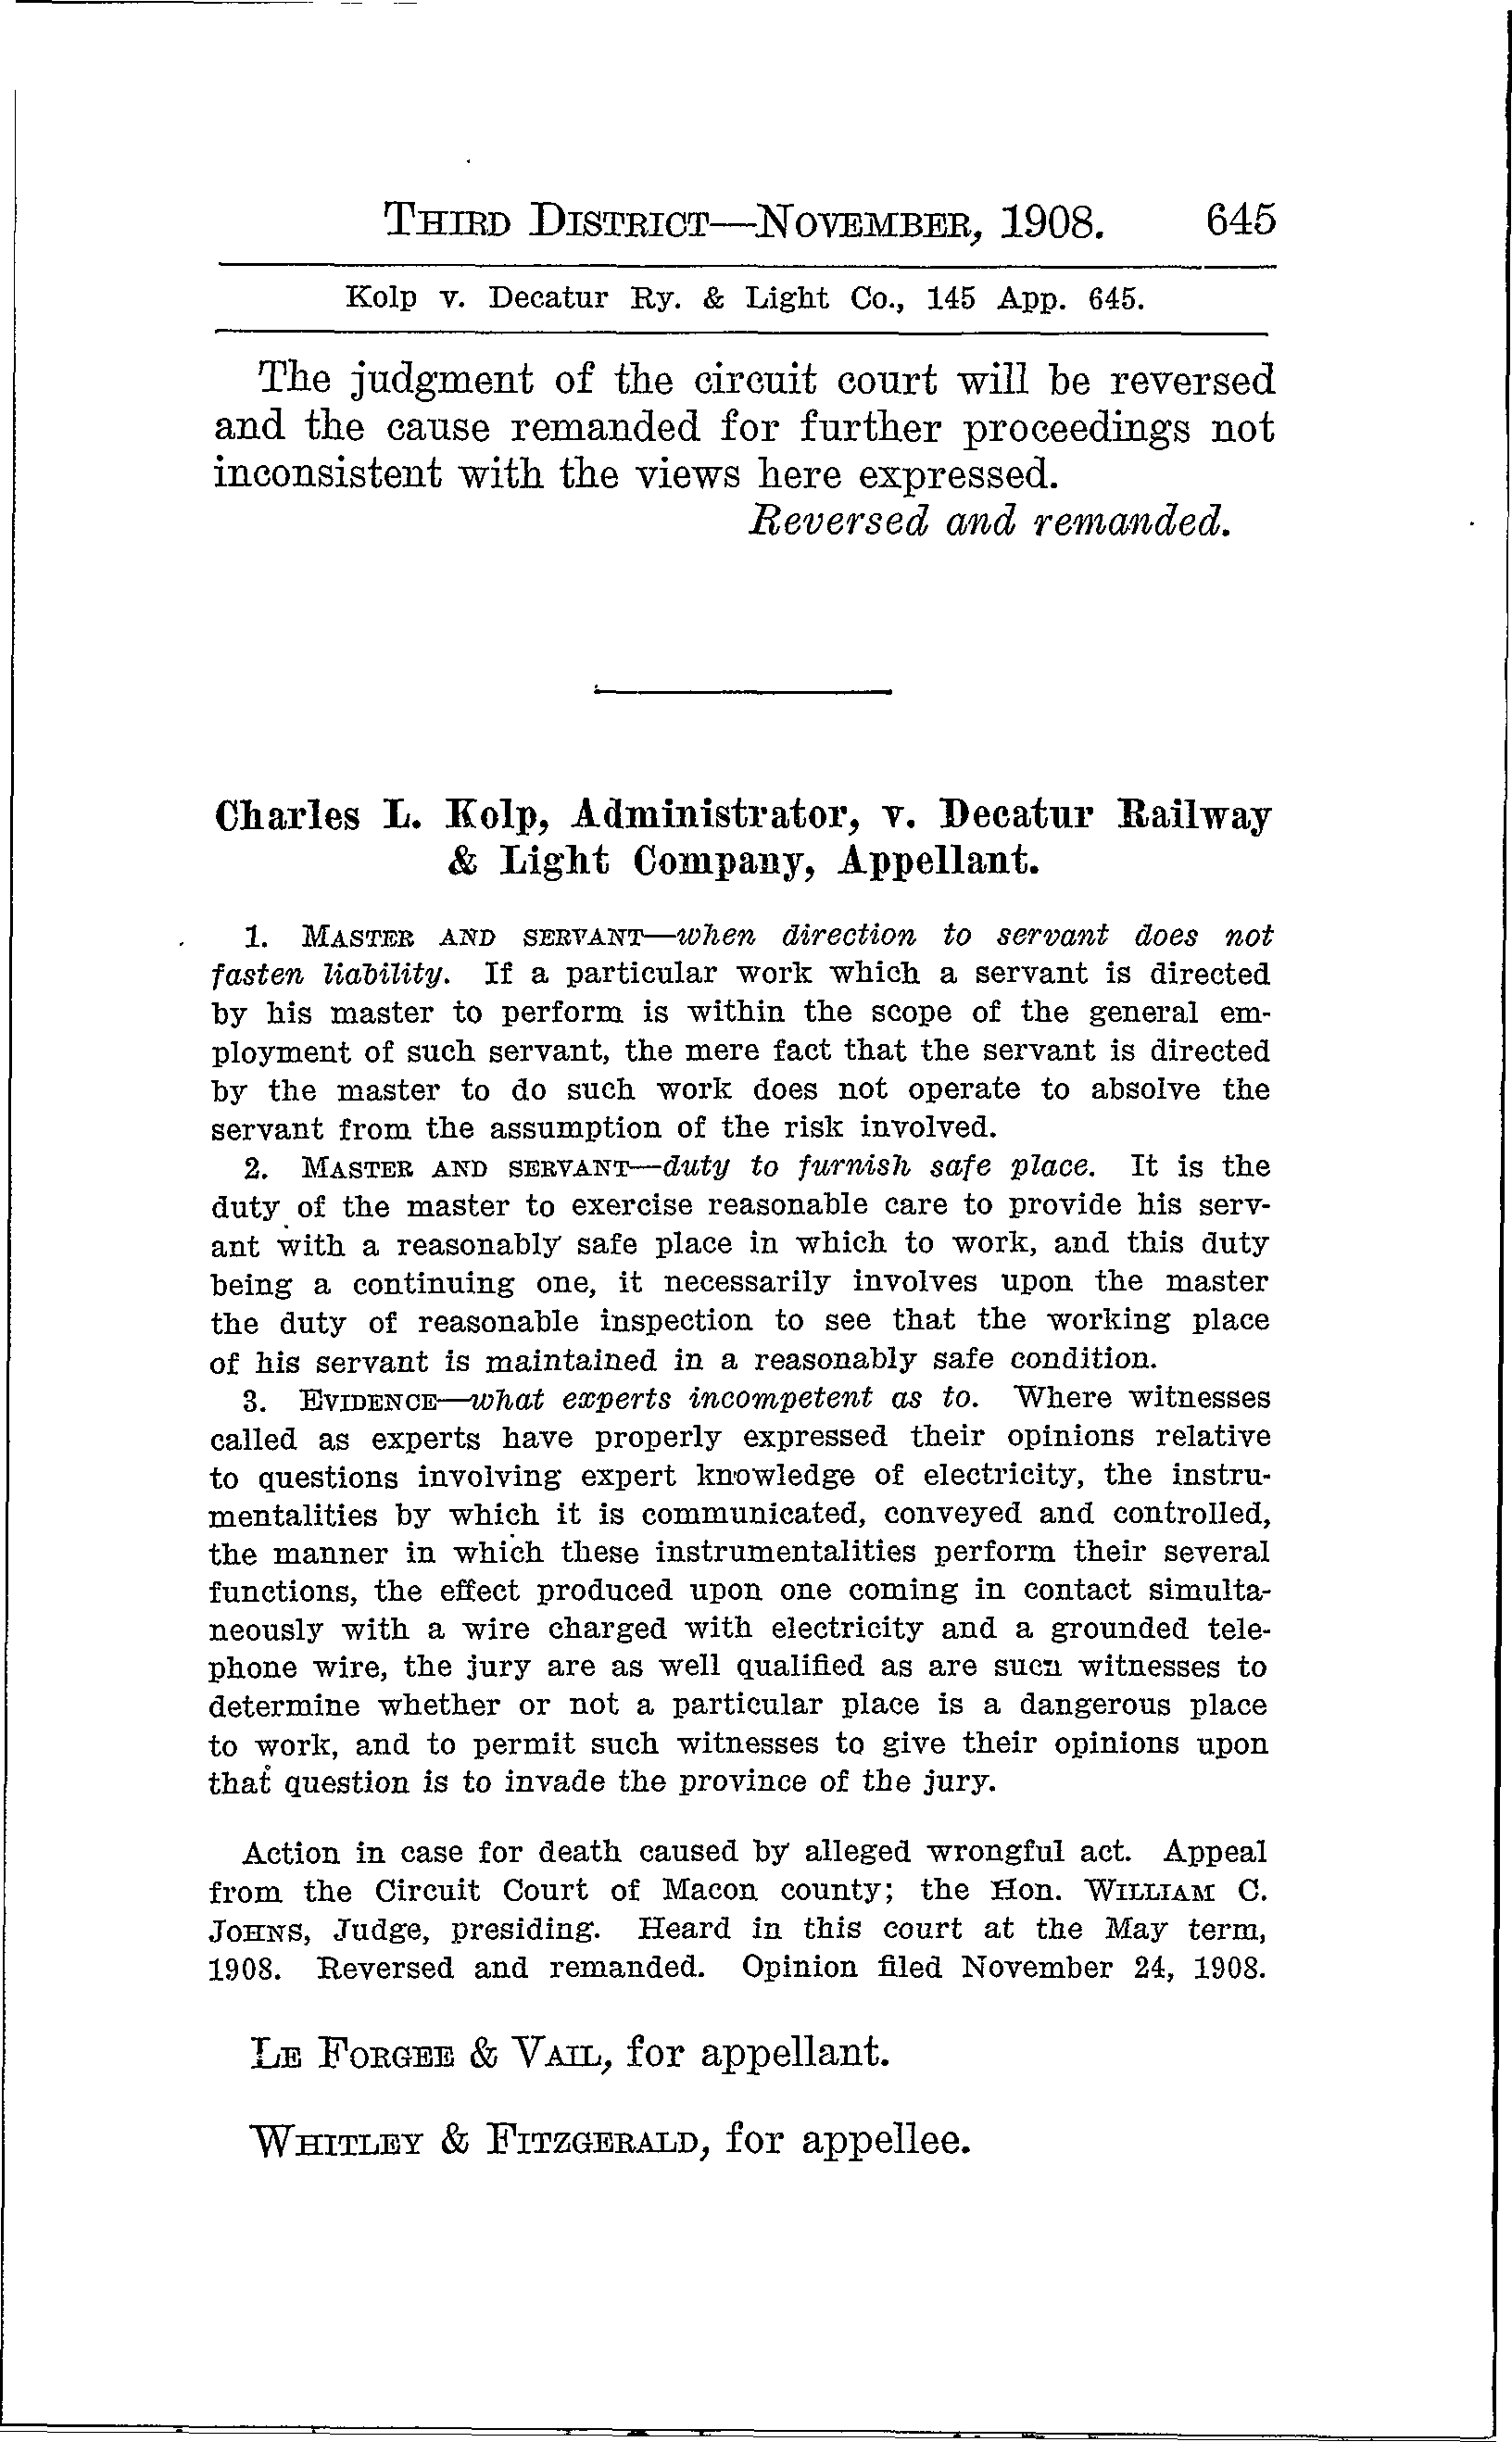 THIRD DISTRICT—NOVEMBER, 1908. 645
Kolp v. Decatur Ry. & Light Co., 145 App. 645.
The judgment of the circuit court will be reversed
and the cause remanded for further proceedings not
inconsistent with the views here expressed.
Reversed and remanded.
Charles L. Kolp, Administrator, v. Decatur Railway
& Light Company, Appellant.
1. MASTER AND SERVANT—when direction to servant does not
fasten liability. If a particular work which a servant is directed
by his master to perform is within the scope of the general em-
ployment of such servant, the mere fact that the servant is directed
by the master to do such work does not operate to absolve the
servant from the assumption of the risk involved.
2. MASTER AND SERVANT—duty to furnish safe place. It is the
duty of the master to exercise reasonable care to provide his serv-
ant with a reasonably safe place in which to work, and this duty
being a continuing one, it necessarily involves upon the master
the duty of reasonable inspection to see that the working place
of his servant is maintained in a reasonably safe condition.
3. EVIDENCE—what experts incompetent as to. Where witnesses
called as experts have properly expressed their opinions relative
to questions involving expert knowledge of electricity, the instru-
mentalities by which it is communicated, conveyed and controlled,
the manner in which these instrumentalities perform their several
functions, the effect produced upon one coming in contact simulta-
neously with a wire charged with electricity and a grounded tele-
phone wire, the jury are as well qualified as are such witnesses to
determine whether or not a particular place is a dangerous place
to work, and to permit such witnesses to give their opinions upon
that question is to invade the province of the jury.
Action in case for death caused by alleged wrongful act. Appeal
from the Circuit Court of Macon county; the Hon. WILLIAM C.
JOHNS, Judge, presiding. Heard in this court at the May term,
1908. Reversed and remanded. Opinion filed November 24, 1908.
LE FORGEE & VAIL, for appellant.
WHITLEY & FITZGERALD, for appellee.